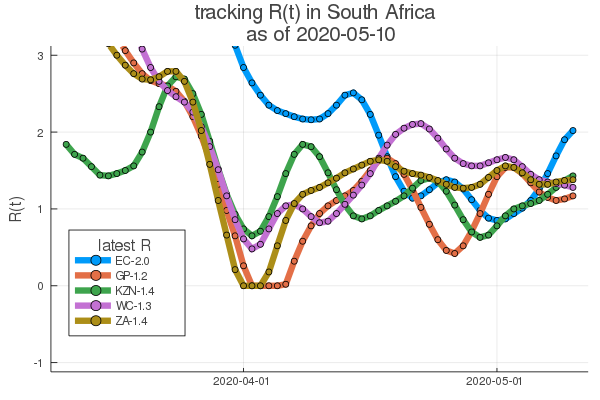 tracking R(t) in South Africa
as of 2020-05-10
3
2
1
0
-1
R(t)
latest R
EC-2.0
GP-1.2
KZN-1.4
WC-1.3
ZA-1.4
2020-04-01
2020-05-01